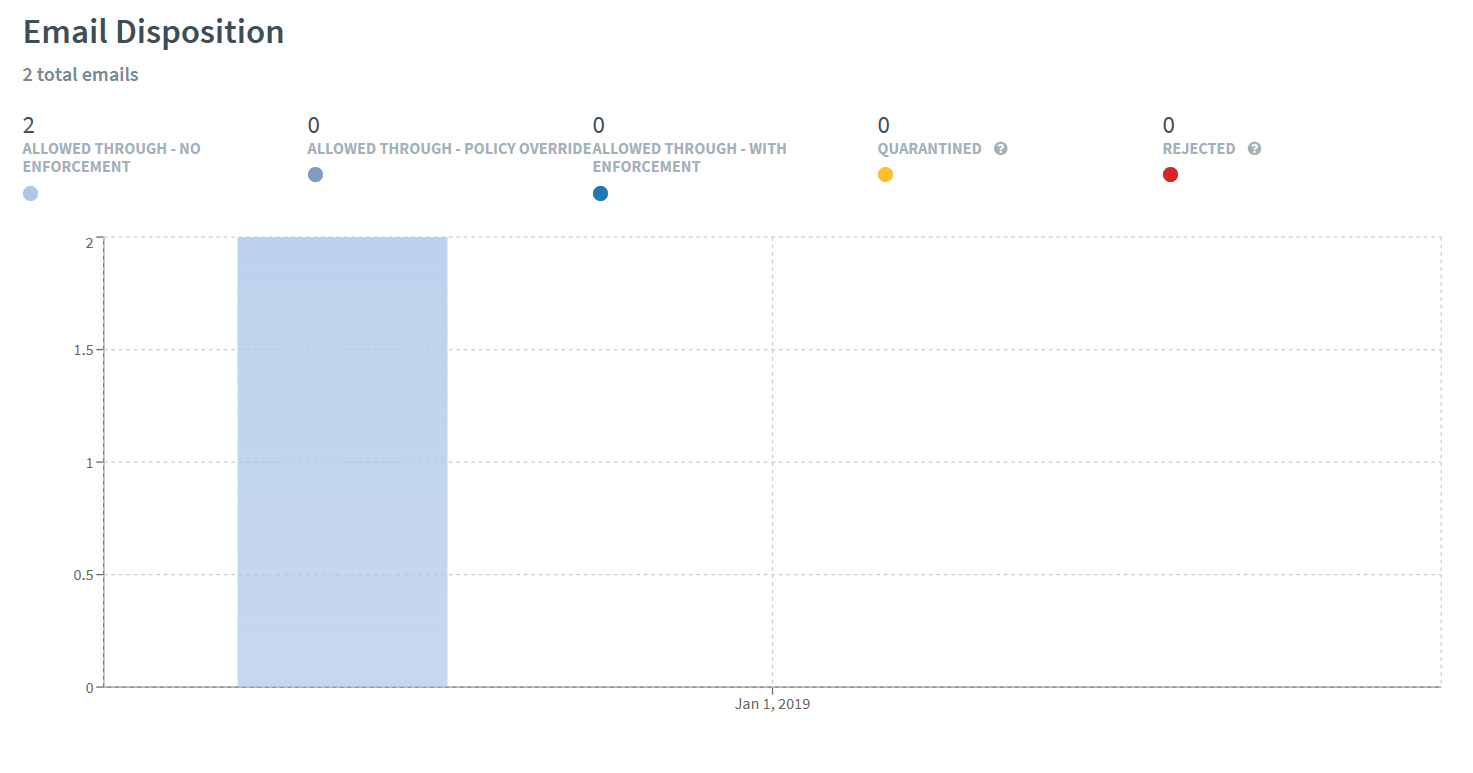 Email Disposition
2 total emails
2
ALLOWED THROUGH - NO
ENFORCEMENT
0
ALLOWED THROUGH - POLICY OVERRIDE
0
ALLOWED THROUGH - WITH
ENFORCEMENT
0
QUARANTINED ?
0
REJECTED ?
2
1.5
1
0.5
0
Jan 1, 2019